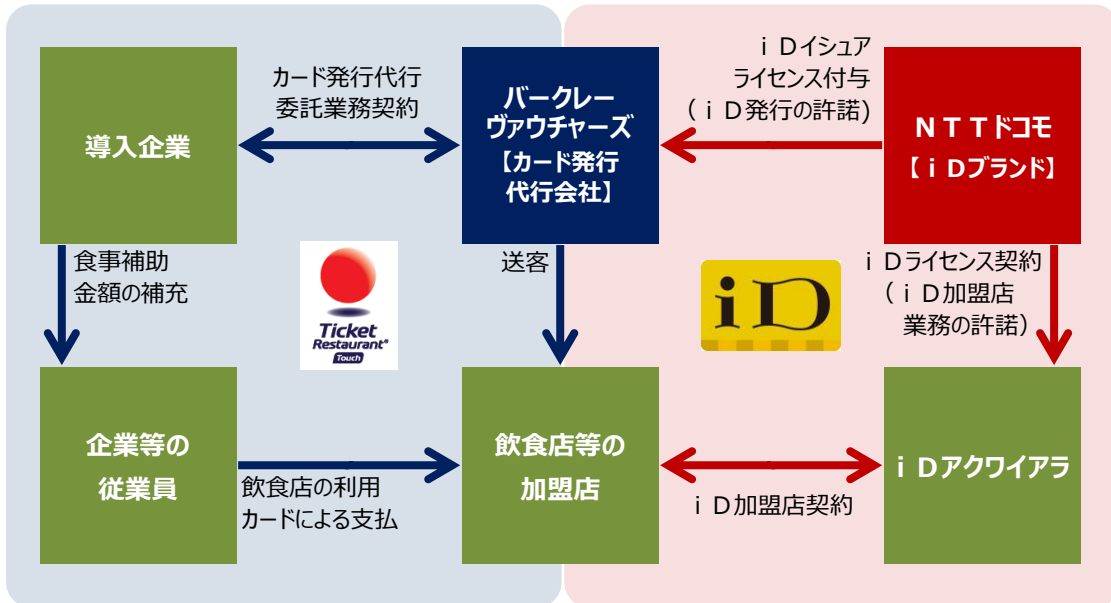 導入企業
カード発行代行
委託業務契約
バークレー
ヴァウチャーズ
【カード発行
代行会社】
ｉＤイシュア
ライセンス付与
(ｉＤ発行の許諾)
ＮＴＴドコモ
【ｉＤブランド】
食事補助
金額の補充
Ticket
Restaurant®
Touch
送客
iD
ｉＤライセンス契約
(ｉＤ加盟店
業務の許諾)
企業等の
従業員
飲食店の利用
カードによる支払
飲食店等の
加盟店
ｉＤ加盟店契約
ｉＤアクワイアラ